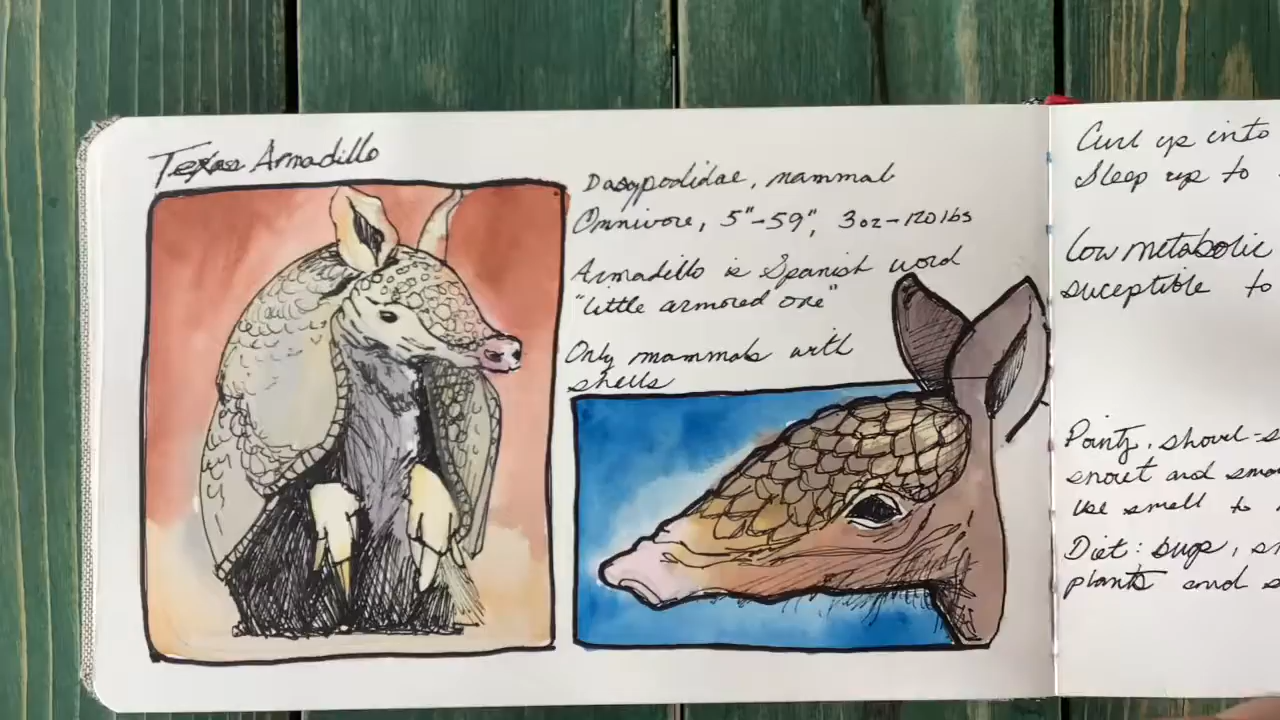 Texas Armadillo
Dasypodidae, mammal
Omnivore, 5"-59", 3oz-120lbs
Armadillo is Spanish word
"little armored one"
Only mammals with
shells
Curl up into
Sleep up to
Low metabolic
suceptible to
Pointy, shovel-s
snout and sma
Use smell to
Diet: bugs, sm
plants and s